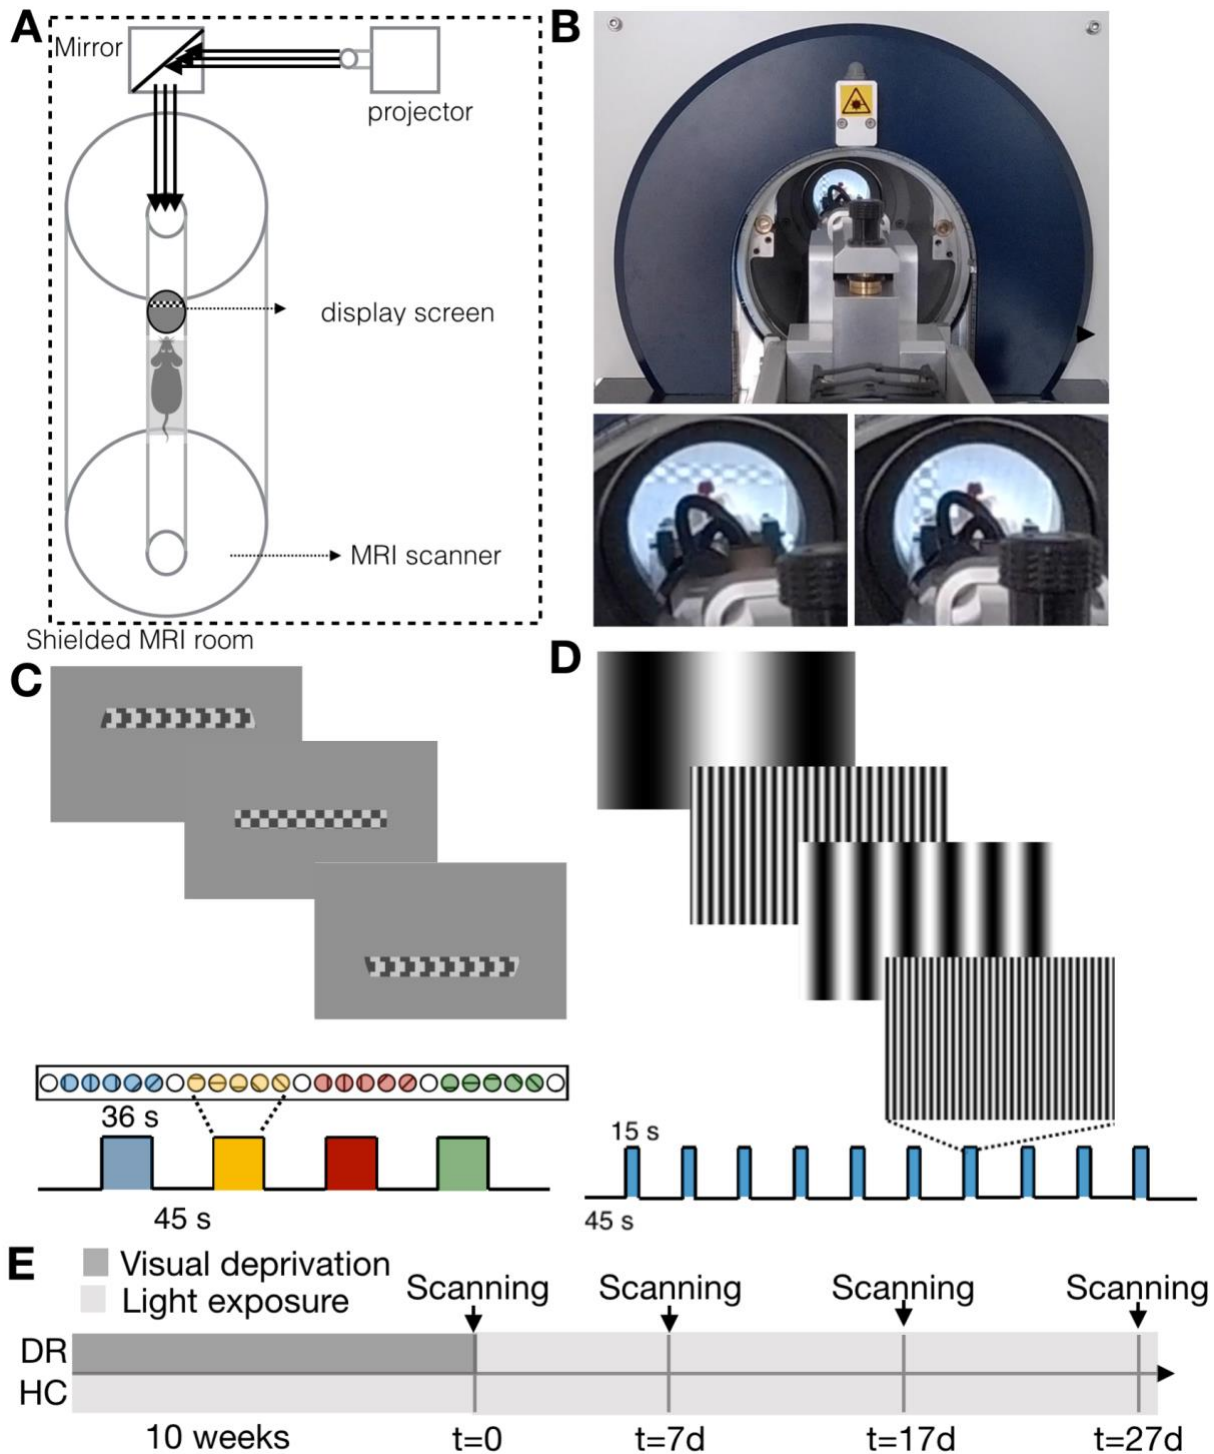 A
Mirror
projector
display screen
MRI scanner
Shielded MRI room
B
C
36 s
45 s
D
15 s
45 s
E
Visual deprivation
Light exposure
Scanning Scanning Scanning Scanning
DR
HC
10 weeks t=0 t=7d t=17d t=27d